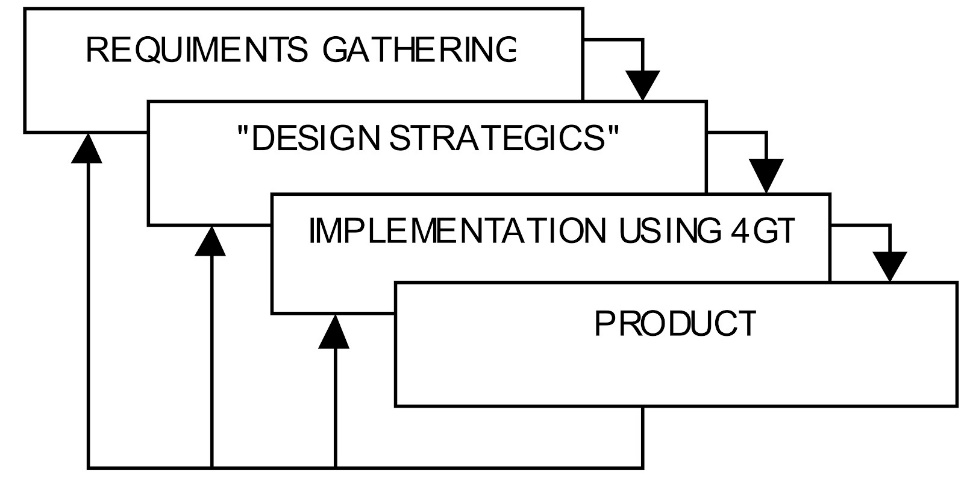 REQUIMENTS GATHERING
"DESIGN STRATEGICS"
IMPLEMENTATION USING 4GT
PRODUCT